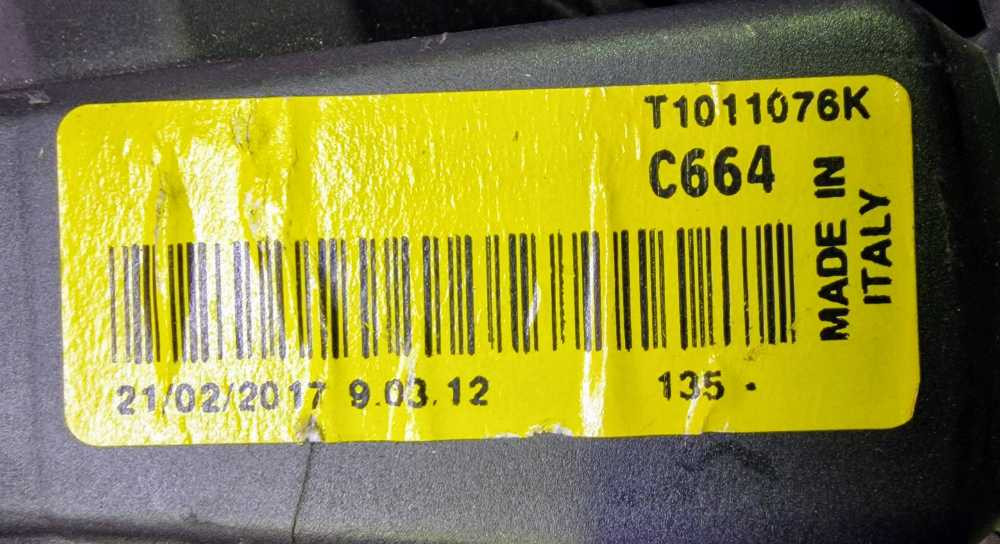 T1011076K
C664
MADE IN
ITALY
21/02/2017 9.03.12
135 -